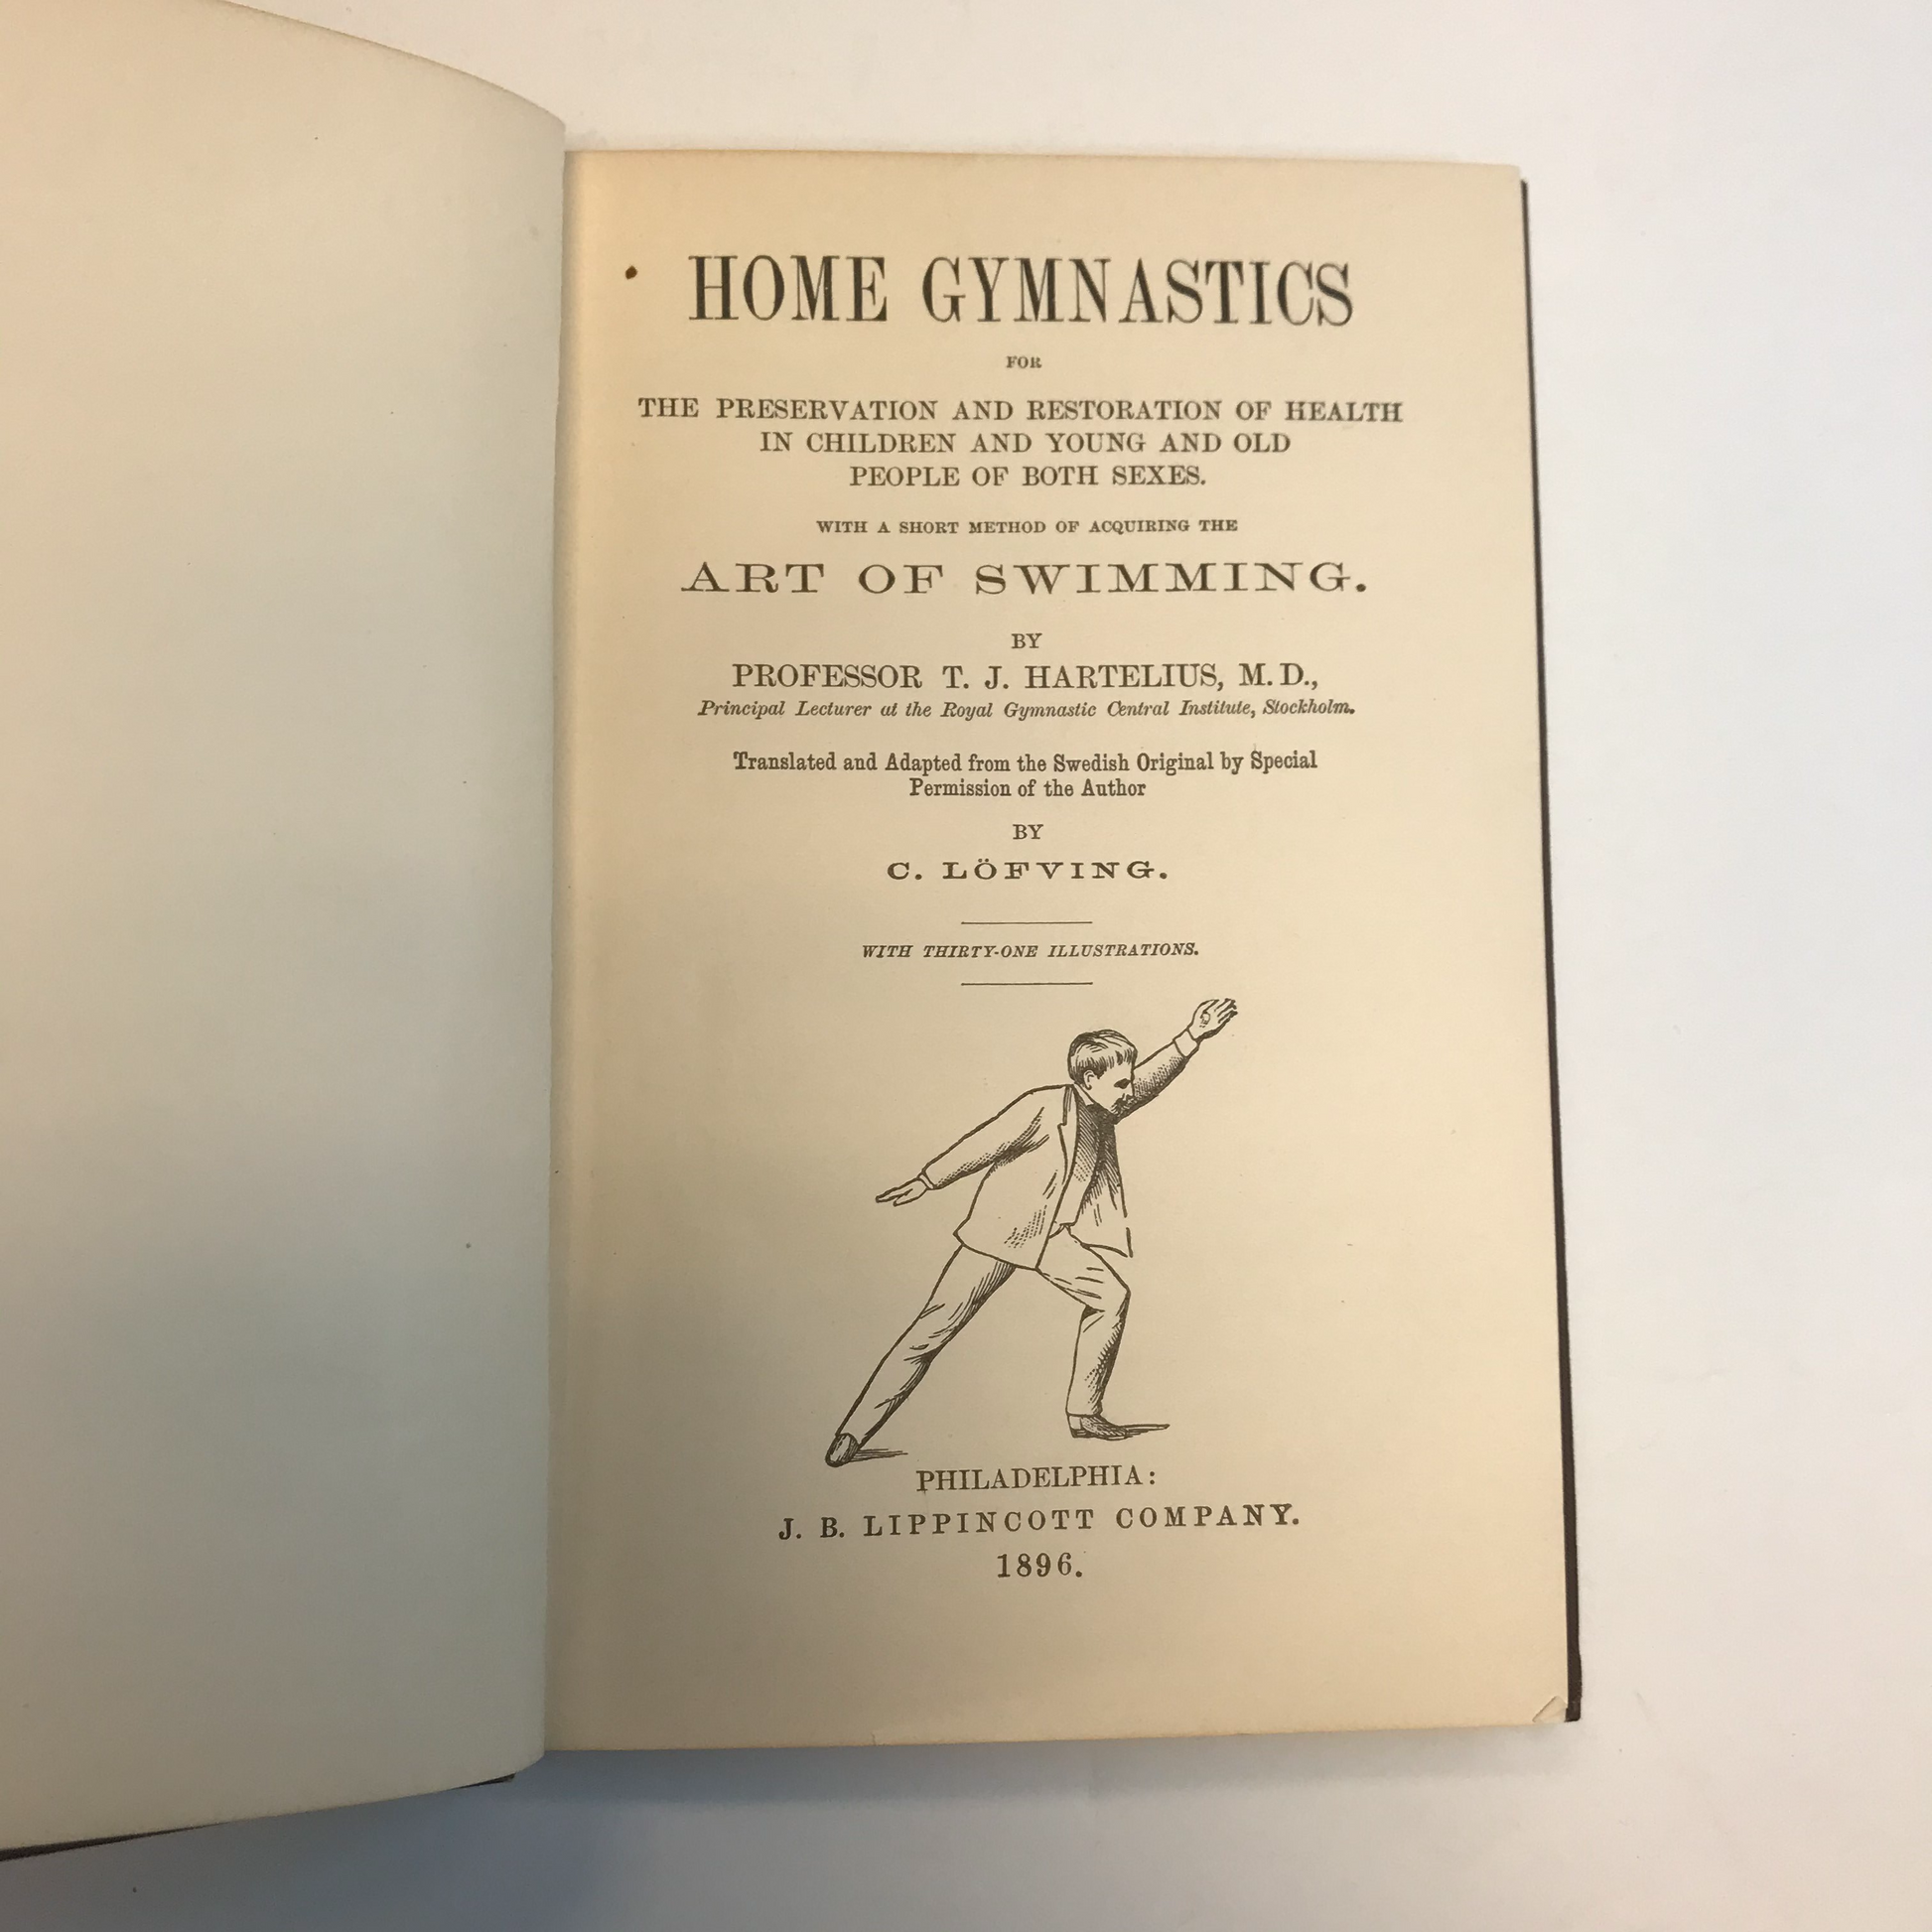 HOME GYMNASTICS
FOR
THE PRESERVATION AND RESTORATION OF HEALTH
IN CHILDREN AND YOUNG AND OLD
PEOPLE OF BOTH SEXES.
WITH A SHORT METHOD OF ACQUIRING THE
ART OF SWIMMING.
BY
PROFESSOR T. J. HARTELIUS, M. D.,
Principal Lecturer at the Royal Gymnastic Central Institute, Stockholm.
Translated and Adapted from the Swedish Original by Special
Permission of the Author
BY
C. LÖFVING.
WITH THIRTY-ONE ILLUSTRATIONS.
PHILADELPHIA:
J. B. LIPPINCOTT COMPANY.
1896.